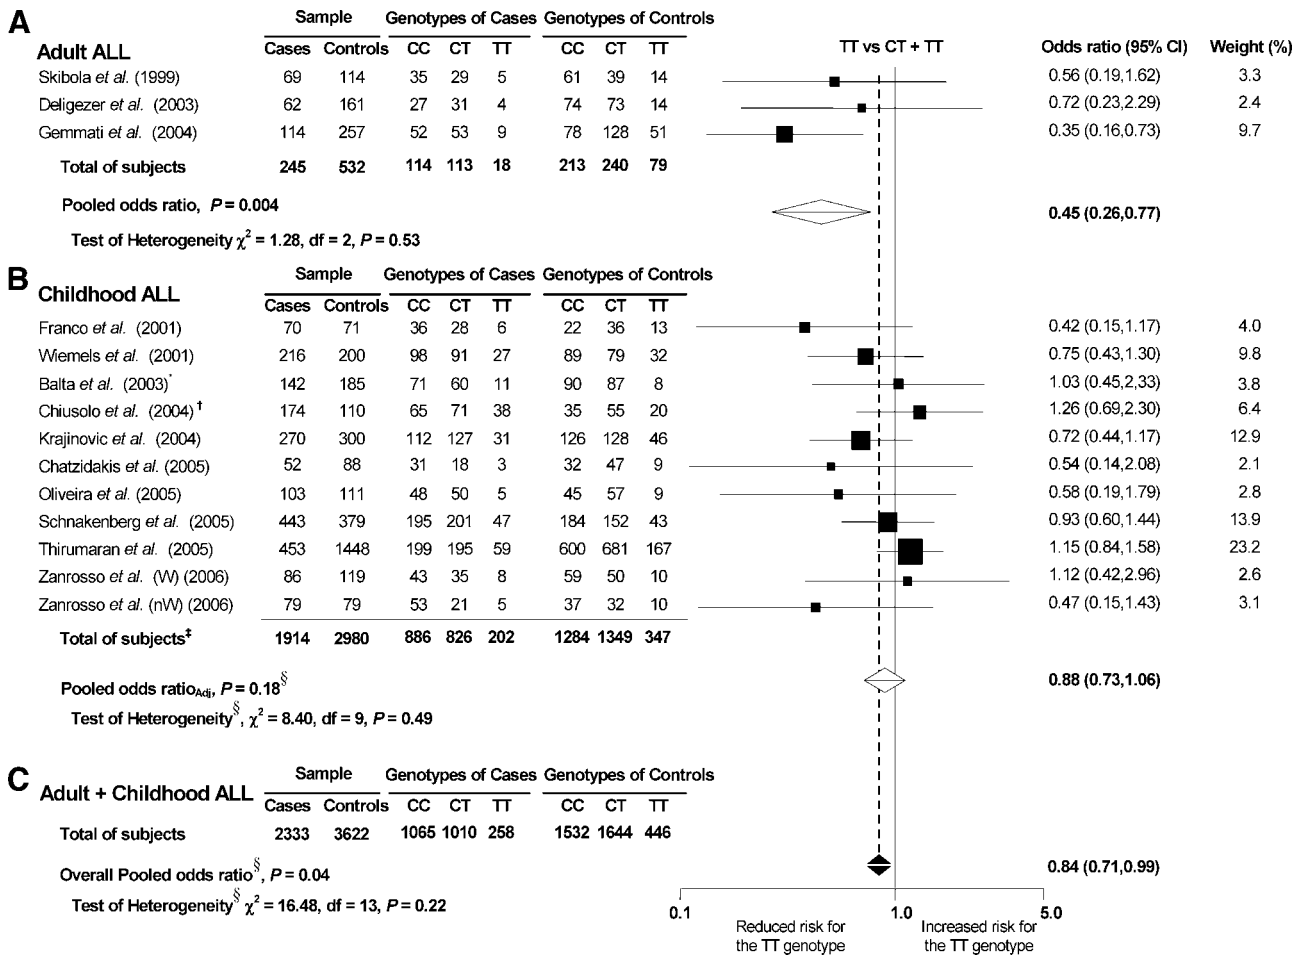 A
Sample Genotypes of Cases Genotypes of Controls
Adult ALL Cases Controls CC CT TT CC CT TT TT vs CT + TT Odds ratio (95% CI) Weight (%)
Skibola et al. (1999) 69 114 35 29 5 61 39 14 0.56 (0.19,1.62) 3.3
Deligezer et al. (2003) 62 161 27 31 4 74 73 14 0.72 (0.23,2.29) 2.4
Gemmati et al. (2004) 114 257 52 53 9 78 128 51 0.35 (0.16,0.73) 9.7
Total of subjects 245 532 114 113 18 213 240 79
Pooled odds ratio, P = 0.004 0.45 (0.26,0.77)
Test of Heterogeneity χ² = 1.28, df = 2, P = 0.53
B
Sample Genotypes of Cases Genotypes of Controls
Childhood ALL Cases Controls CC CT TT CC CT TT
Franco et al. (2001) 70 71 36 28 6 22 36 13 0.42 (0.15,1.17) 4.0
Wiemels et al. (2001) 216 200 98 91 27 89 79 32 0.75 (0.43,1.30) 9.8
Balta et al. (2003)* 142 185 71 60 11 90 87 8 1.03 (0.45,2,33) 3.8
Chiusolo et al. (2004)† 174 110 65 71 38 35 55 20 1.26 (0.69,2.30) 6.4
Krajinovic et al. (2004) 270 300 112 127 31 126 128 46 0.72 (0.44,1.17) 12.9
Chatzidakis et al. (2005) 52 88 31 18 3 32 47 9 0.54 (0.14,2.08) 2.1
Oliveira et al. (2005) 103 111 48 50 5 45 57 9 0.58 (0.19,1.79) 2.8
Schnakenberg et al. (2005) 443 379 195 201 47 184 152 43 0.93 (0.60,1.44) 13.9
Thirumaran et al. (2005) 453 1448 199 195 59 600 681 167 1.15 (0.84,1.58) 23.2
Zanrosso et al. (W) (2006) 86 119 43 35 8 59 50 10 1.12 (0.42,2.96) 2.6
Zanrosso et al. (nW) (2006) 79 79 53 21 5 37 32 10 0.47 (0.15,1.43) 3.1
Total of subjects‡ 1914 2980 886 826 202 1284 1349 347
Pooled odds ratioAdj, P = 0.18§ 0.88 (0.73,1.06)
Test of Heterogeneity§, χ² = 8.40, df = 9, P = 0.49
C
Sample Genotypes of Cases Genotypes of Controls
Adult + Childhood ALL Cases Controls CC CT TT CC CT TT
Total of subjects 2333 3622 1065 1010 258 1532 1644 446
Overall Pooled odds ratio§, P = 0.04 0.84 (0.71,0.99)
Test of Heterogeneity§ χ² = 16.48, df = 13, P = 0.22
0.1 1.0 5.0
Reduced risk for Increased risk for
the TT genotype the TT genotype